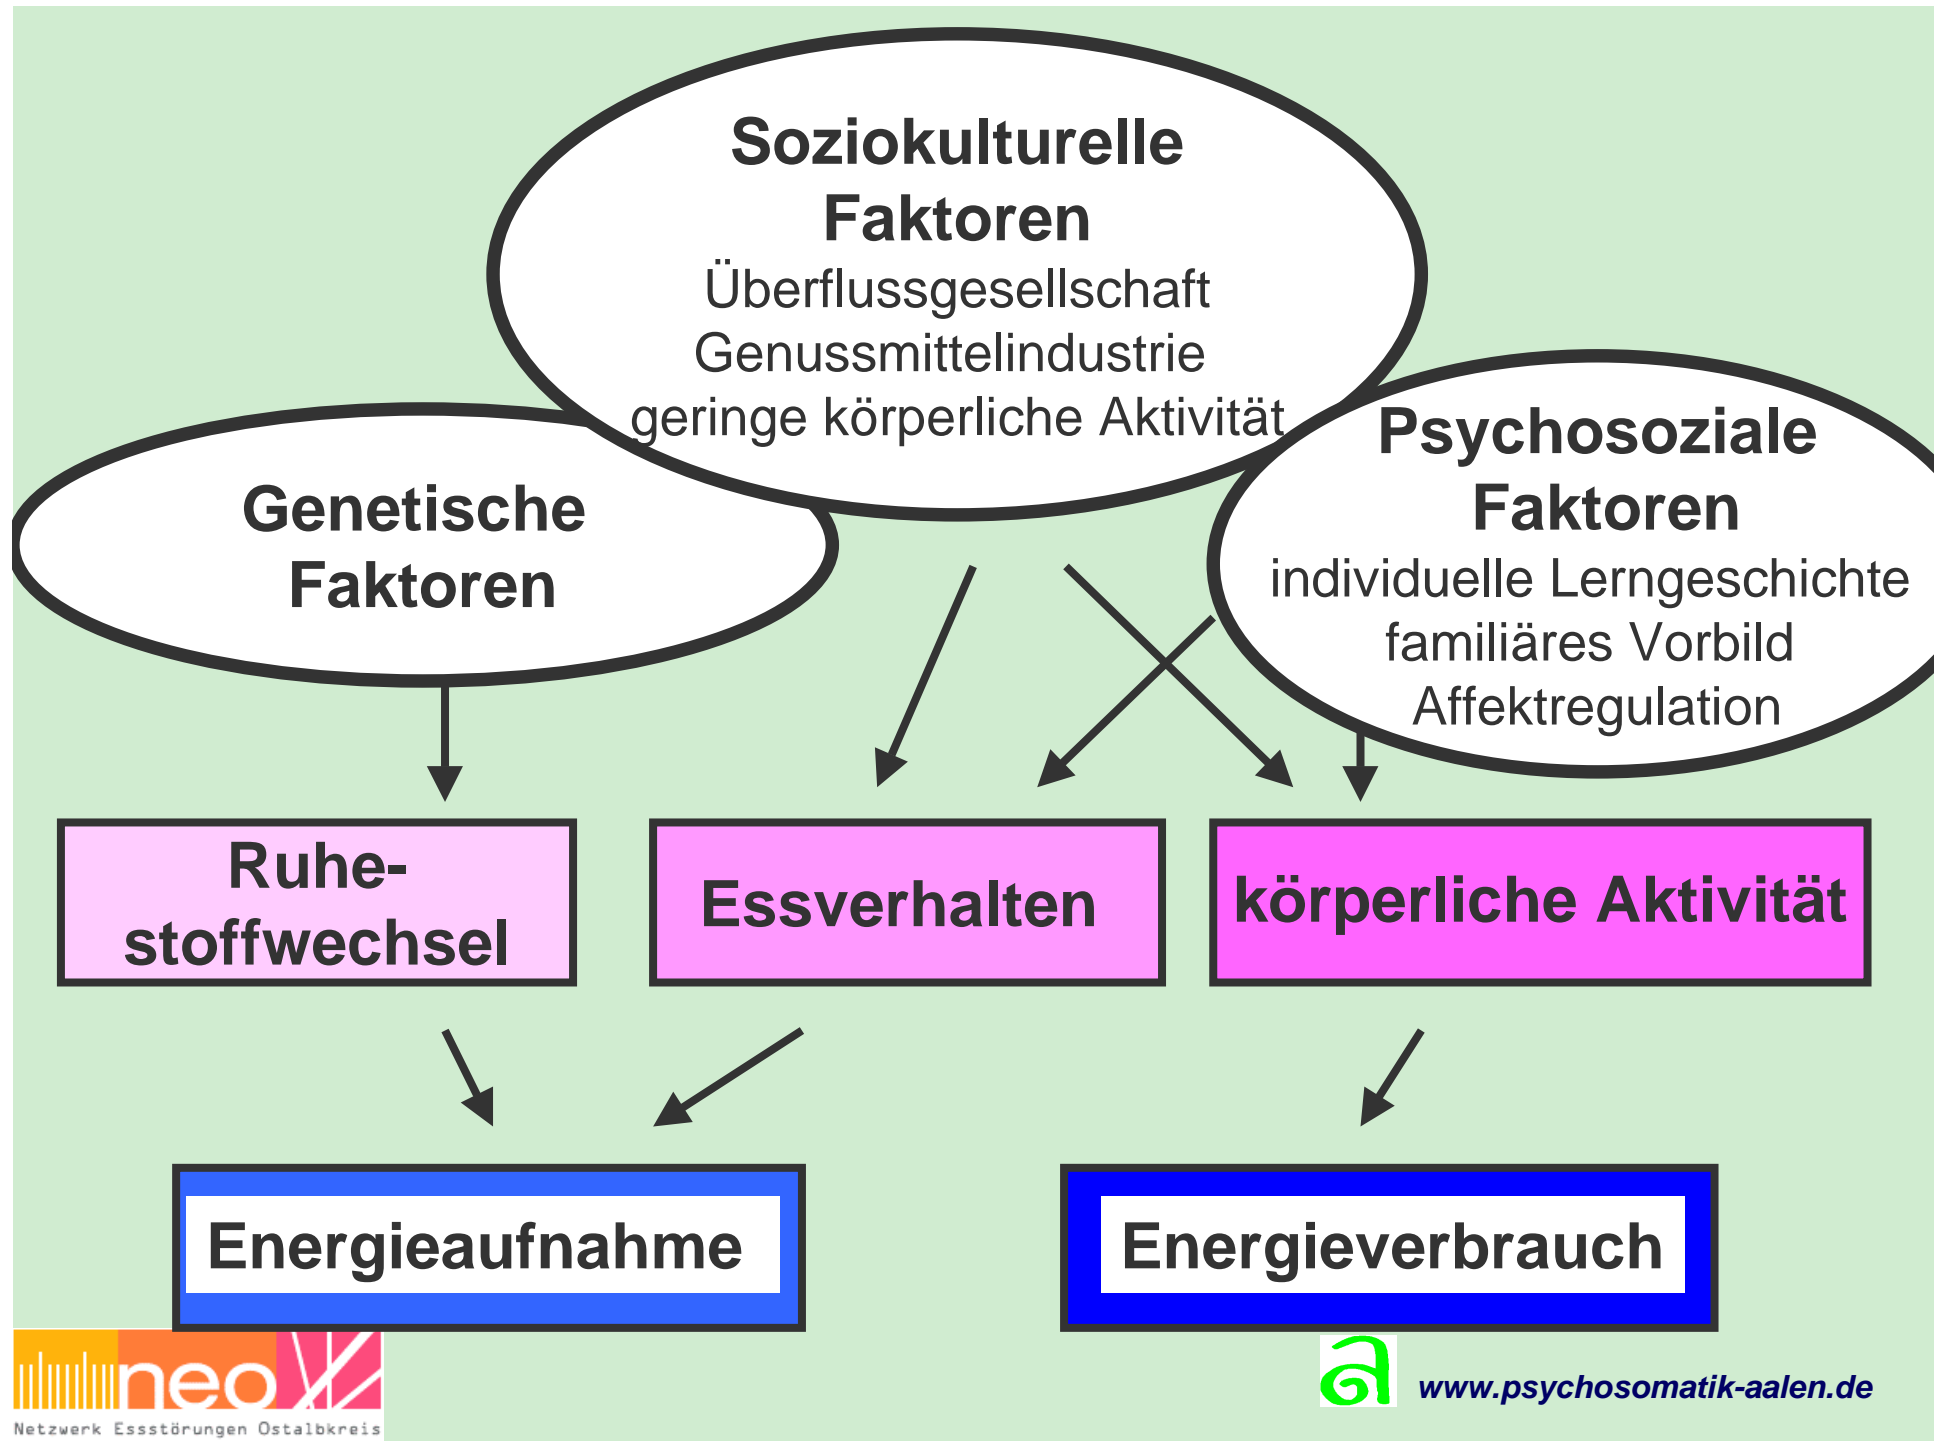 Soziokulturelle
Faktoren
Überflussgesellschaft
Genussmittelindustrie
geringe körperliche Aktivität
Genetische
Faktoren
Psychosoziale
Faktoren
individuelle Lerngeschichte
familiäres Vorbild
Affektregulation
Ruhe-
stoffwechsel
Essverhalten
körperliche Aktivität
Energieaufnahme
Energieverbrauch
neo
Netzwerk Essstörungen Ostalbkreis
a
www.psychosomatik-aalen.de